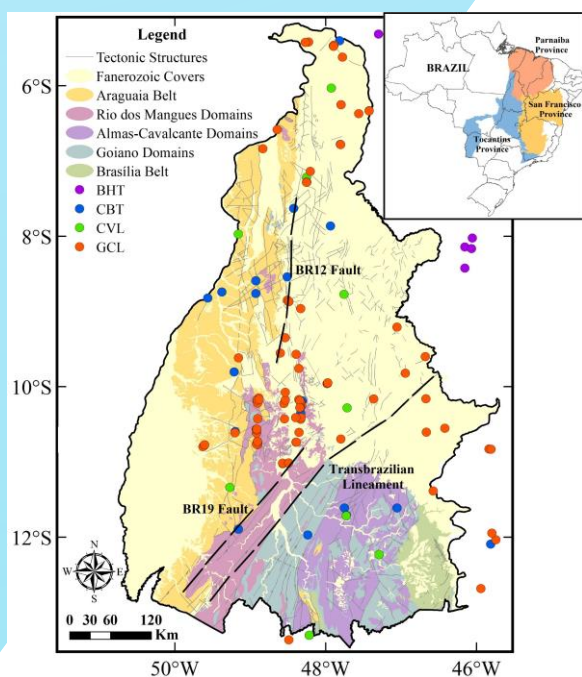 Legend
Tectonic Structures
Fanerozoic Covers
Araguaia Belt
Rio dos Mangues Domains
Almas-Cavalcante Domains
Goiano Domains
Brasília Belt
BHT
CBT
CVL
GCL
BRAZIL
Parnaiba
Province
San Francisco
Province
Tocantins
Province
6°S
8°S
10°S
12°S
BR12 Fault
Transbrazilian
Lineament
BR19 Fault
N
W
E
S
0 30 60 120
Km
50°W
48°W
46°W